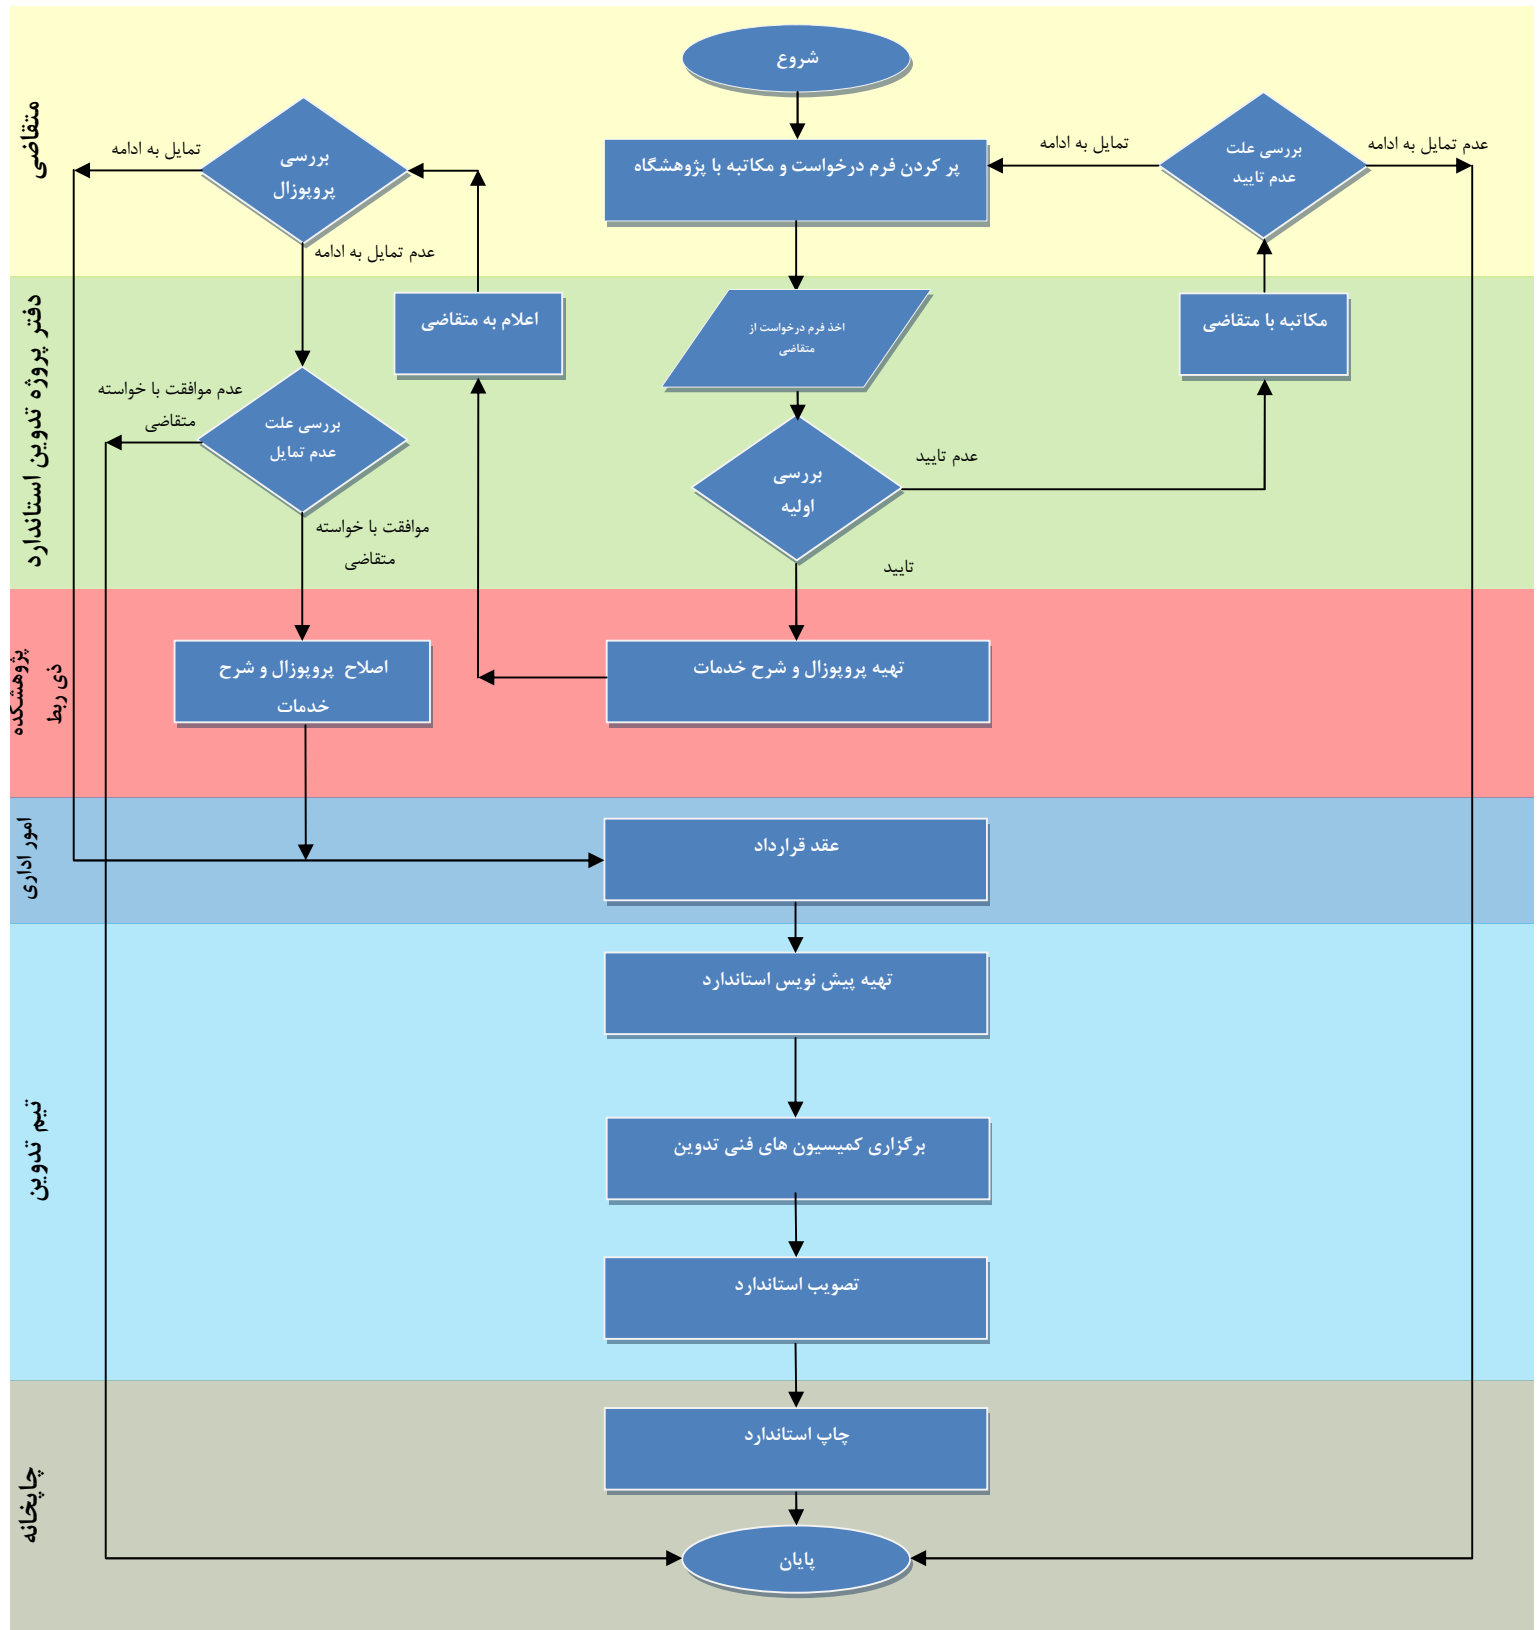 متقاضی
شروع
پر کردن فرم درخواست و مکاتبه با پژوهشگاه
بررسی علت
عدم تایید
عدم تمایل به ادامه
تمایل به ادامه
بررسی
پروپوزال
تمایل به ادامه
عدم تمایل به ادامه
دفتر پروژه تدوین استاندارد
مکاتبه با متقاضی
اخذ فرم درخواست از
متقاضی
اعلام به متقاضی
بررسی
اولیه
عدم تایید
تایید
بررسی علت
عدم تمایل
عدم موافقت با خواسته
متقاضی
موافقت با خواسته
متقاضی
پژوهشکده
ذی ربط
تهیه پروپوزال و شرح خدمات
اصلاح پروپوزال و شرح
خدمات
امور اداری
عقد قرارداد
تیم تدوین
تهیه پیش نویس استاندارد
برگزاری کمیسیون های فنی تدوین
تصویب استاندارد
چاپخانه
چاپ استاندارد
پایان